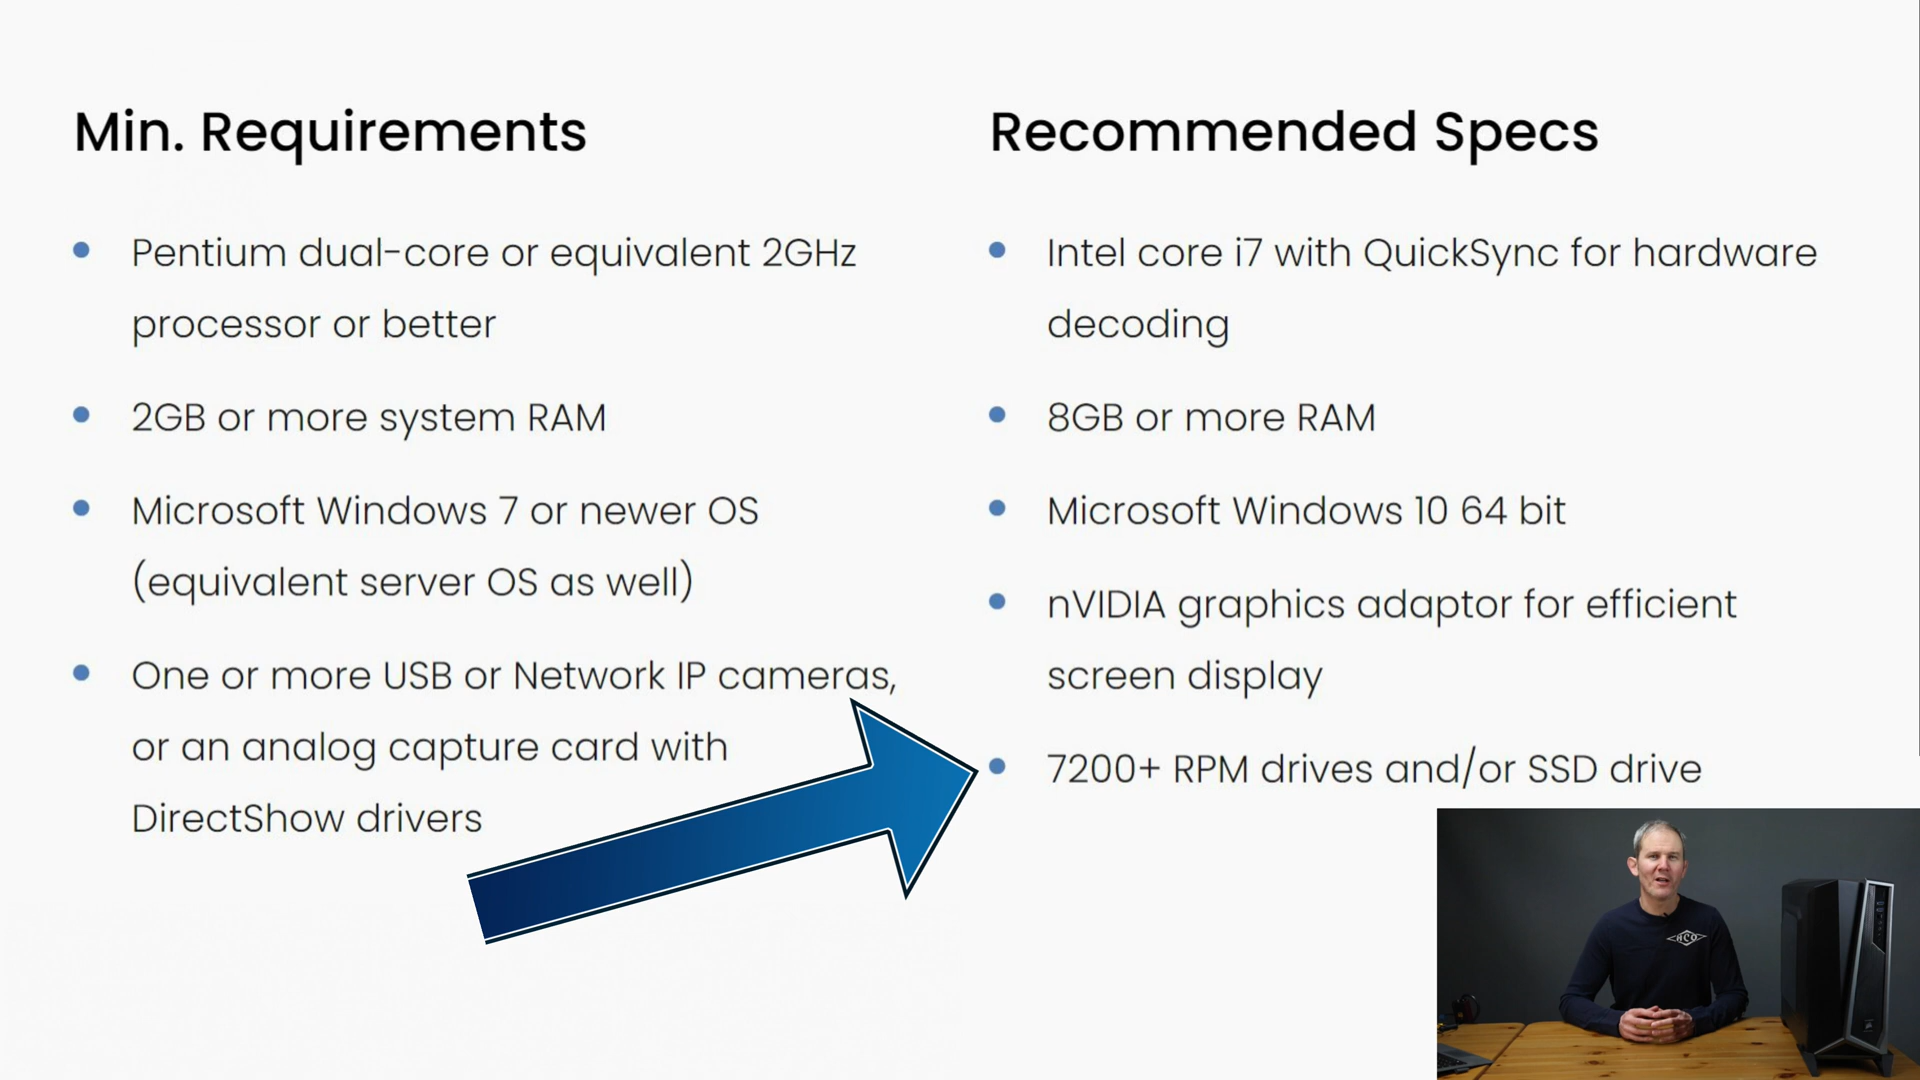 Min. Requirements
Pentium dual-core or equivalent 2GHz
processor or better
2GB or more system RAM
Microsoft Windows 7 or newer OS
(equivalent server OS as well)
One or more USB or Network IP cameras,
or an analog capture card with
DirectShow drivers
Recommended Specs
Intel core i7 with QuickSync for hardware
decoding
8GB or more RAM
Microsoft Windows 10 64 bit
nVIDIA graphics adaptor for efficient
screen display
7200+ RPM drives and/or SSD drive
ACO